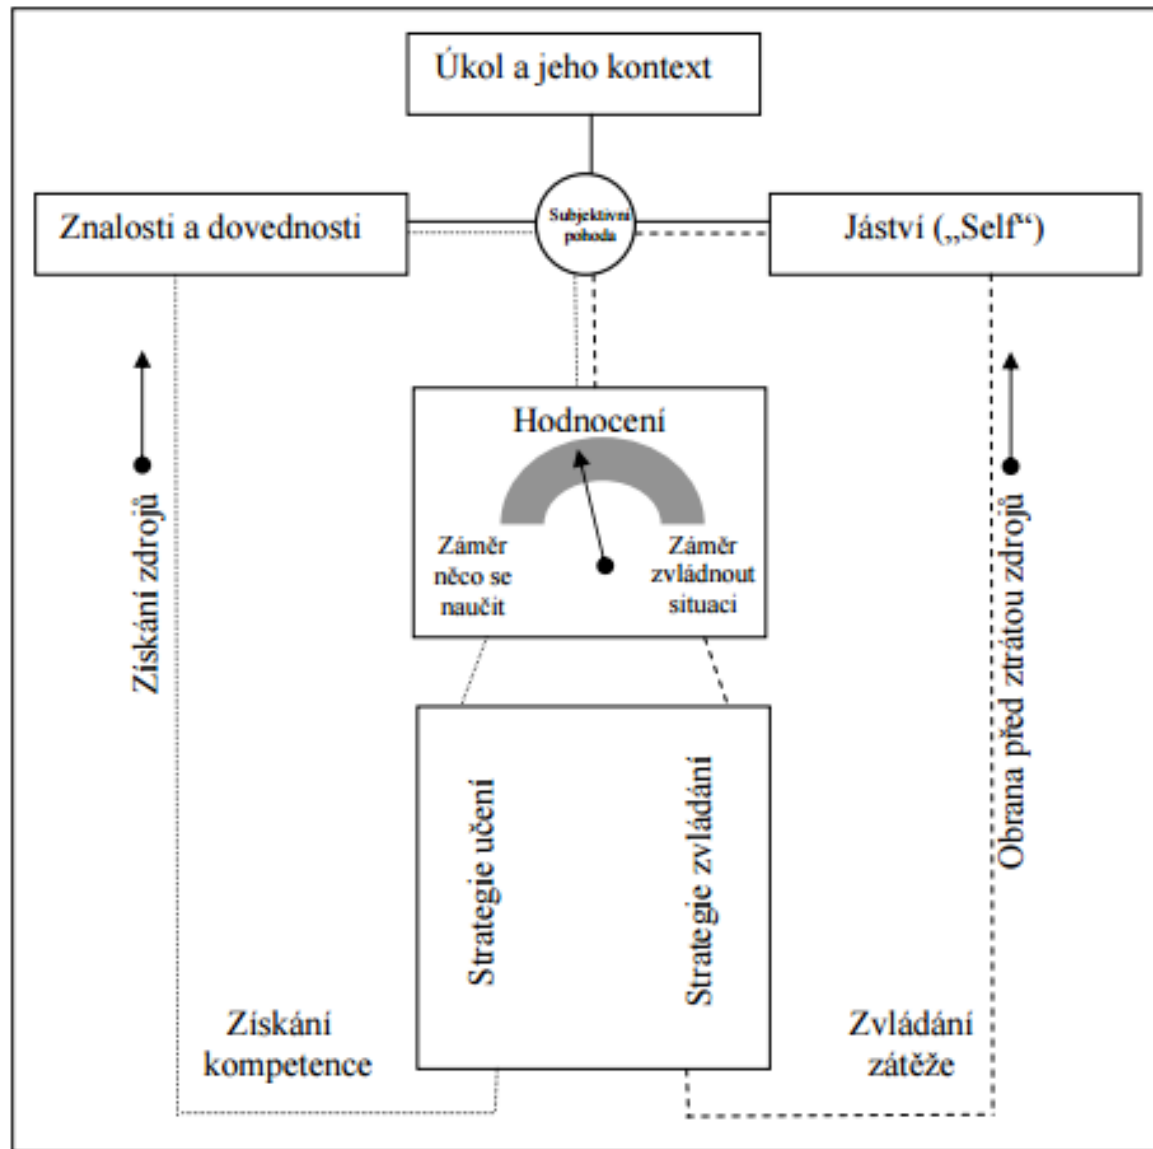 Úkol a jeho kontext
Znalosti a dovednosti
Subjektivní
pohoda
Jáství („Self“)
Hodnocení
Záměr
něco se
naučit
Záměr
zvládnout
situaci
Získání zdrojů
Obrana před ztrátou zdrojů
Strategie učení
Strategie zvládání
Získání
kompetence
Zvládání
zátěže